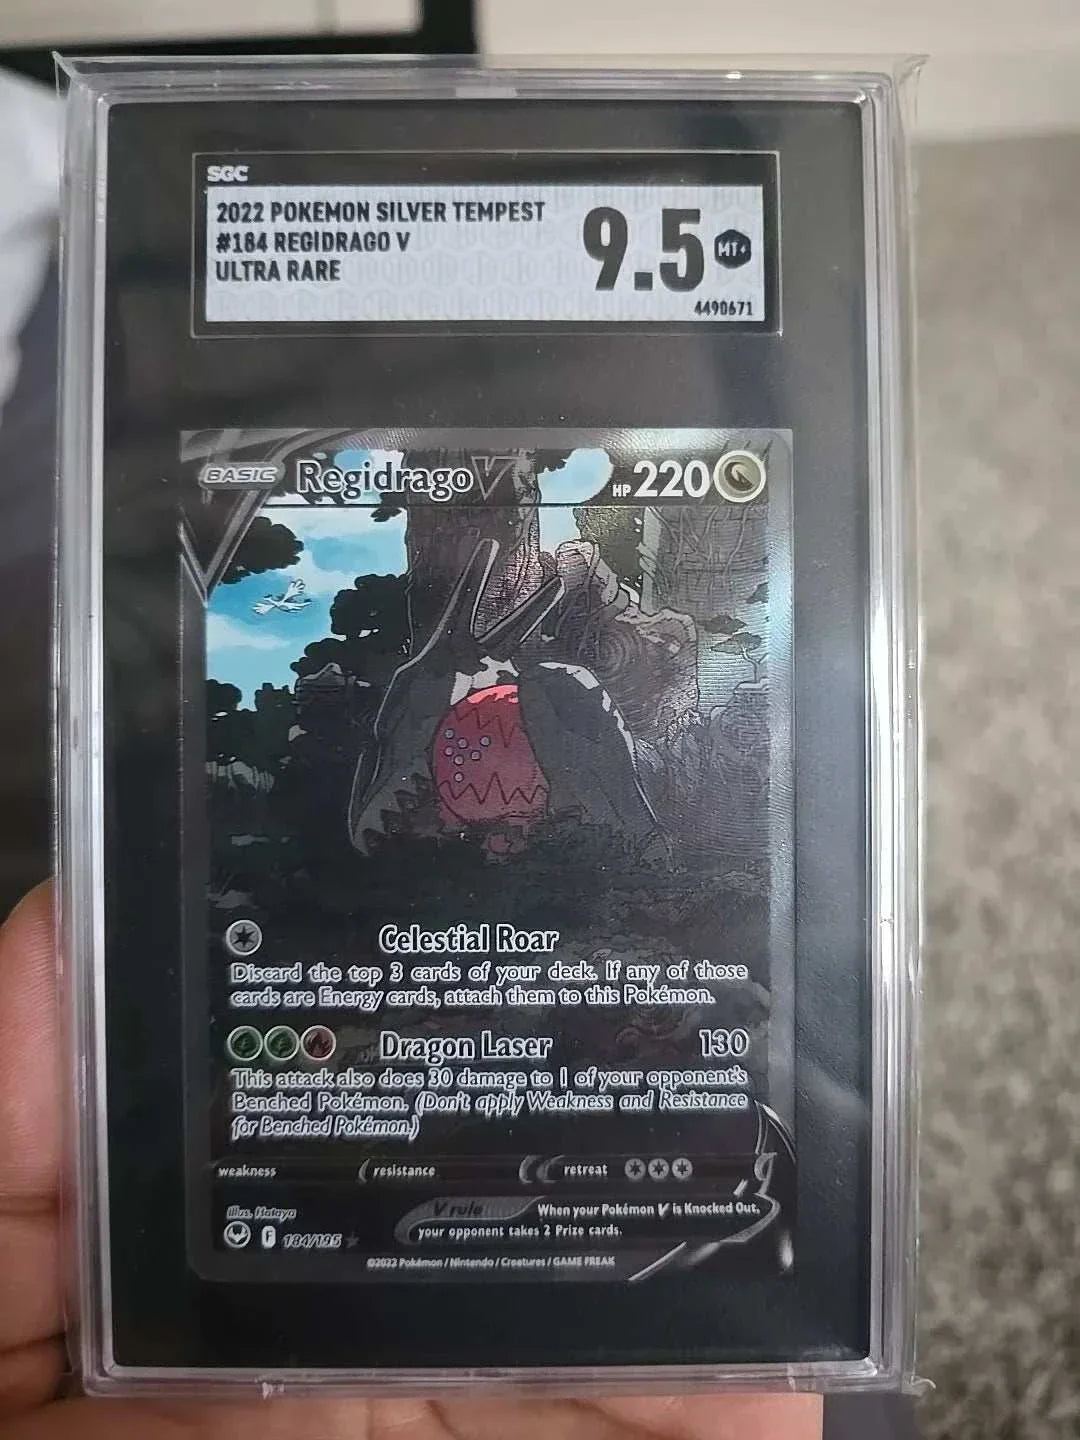 SGC
2022 POKEMON SILVER TEMPEST
#184 REGIDRAGO V
ULTRA RARE
9.5 MT+
4490671
BASIC Regidrago V HP 220
Celestial Roar
Discard the top 3 cards of your deck. If any of those
cards are Energy cards, attach them to this Pokémon.
Dragon Laser 130
This attack also does 30 damage to 1 of your opponent's
Benched Pokémon. (Don't apply Weakness and Resistance
for Benched Pokémon.)
weakness resistance retreat
V rule When your Pokémon V is Knocked Out,
your opponent takes 2 Prize cards.
Illus. Hataya
F 184/195
©2022 Pokémon / Nintendo / Creatures / GAME FREAK